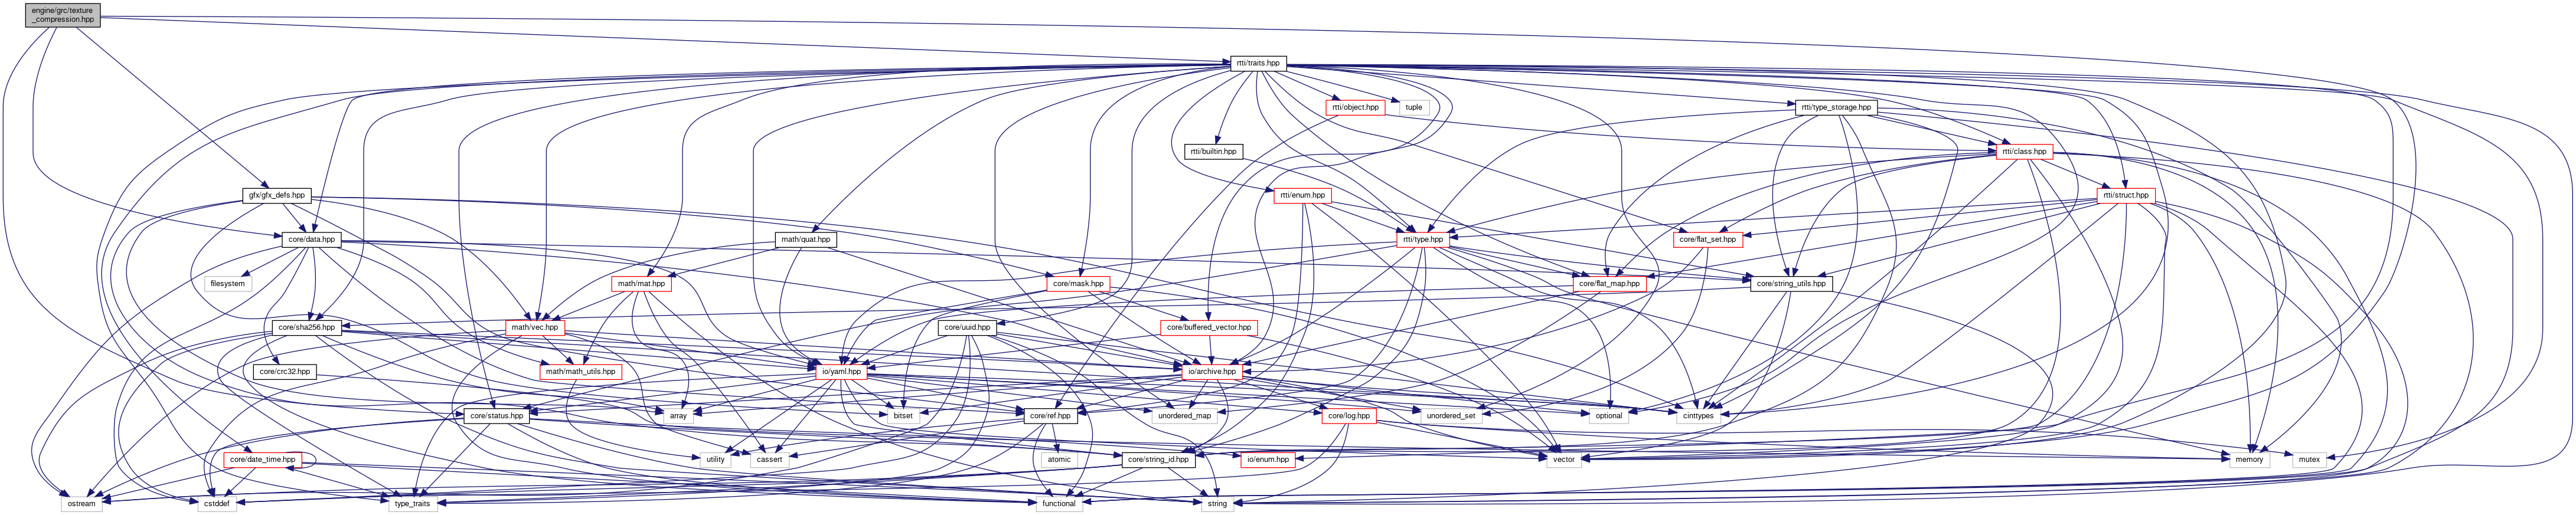 engine/grc/texture
_compression.hpp
rtti/traits.hpp
rtti/object.hpp
tuple
rtti/type_storage.hpp
rtti/builtin.hpp
rtti/class.hpp
gfx/gfx_defs.hpp
rtti/enum.hpp
rtti/struct.hpp
core/data.hpp
math/quat.hpp
rtti/type.hpp
core/flat_set.hpp
filesystem
math/mat.hpp
core/mask.hpp
core/flat_map.hpp
core/string_utils.hpp
core/sha256.hpp
math/vec.hpp
core/uuid.hpp
core/buffered_vector.hpp
core/crc32.hpp
math/math_utils.hpp
io/yaml.hpp
io/archive.hpp
core/status.hpp
array
bitset
core/ref.hpp
unordered_map
core/log.hpp
unordered_set
optional
cinttypes
core/date_time.hpp
utility
cassert
atomic
core/string_id.hpp
io/enum.hpp
vector
memory
mutex
ostream
cstddef
type_traits
functional
string